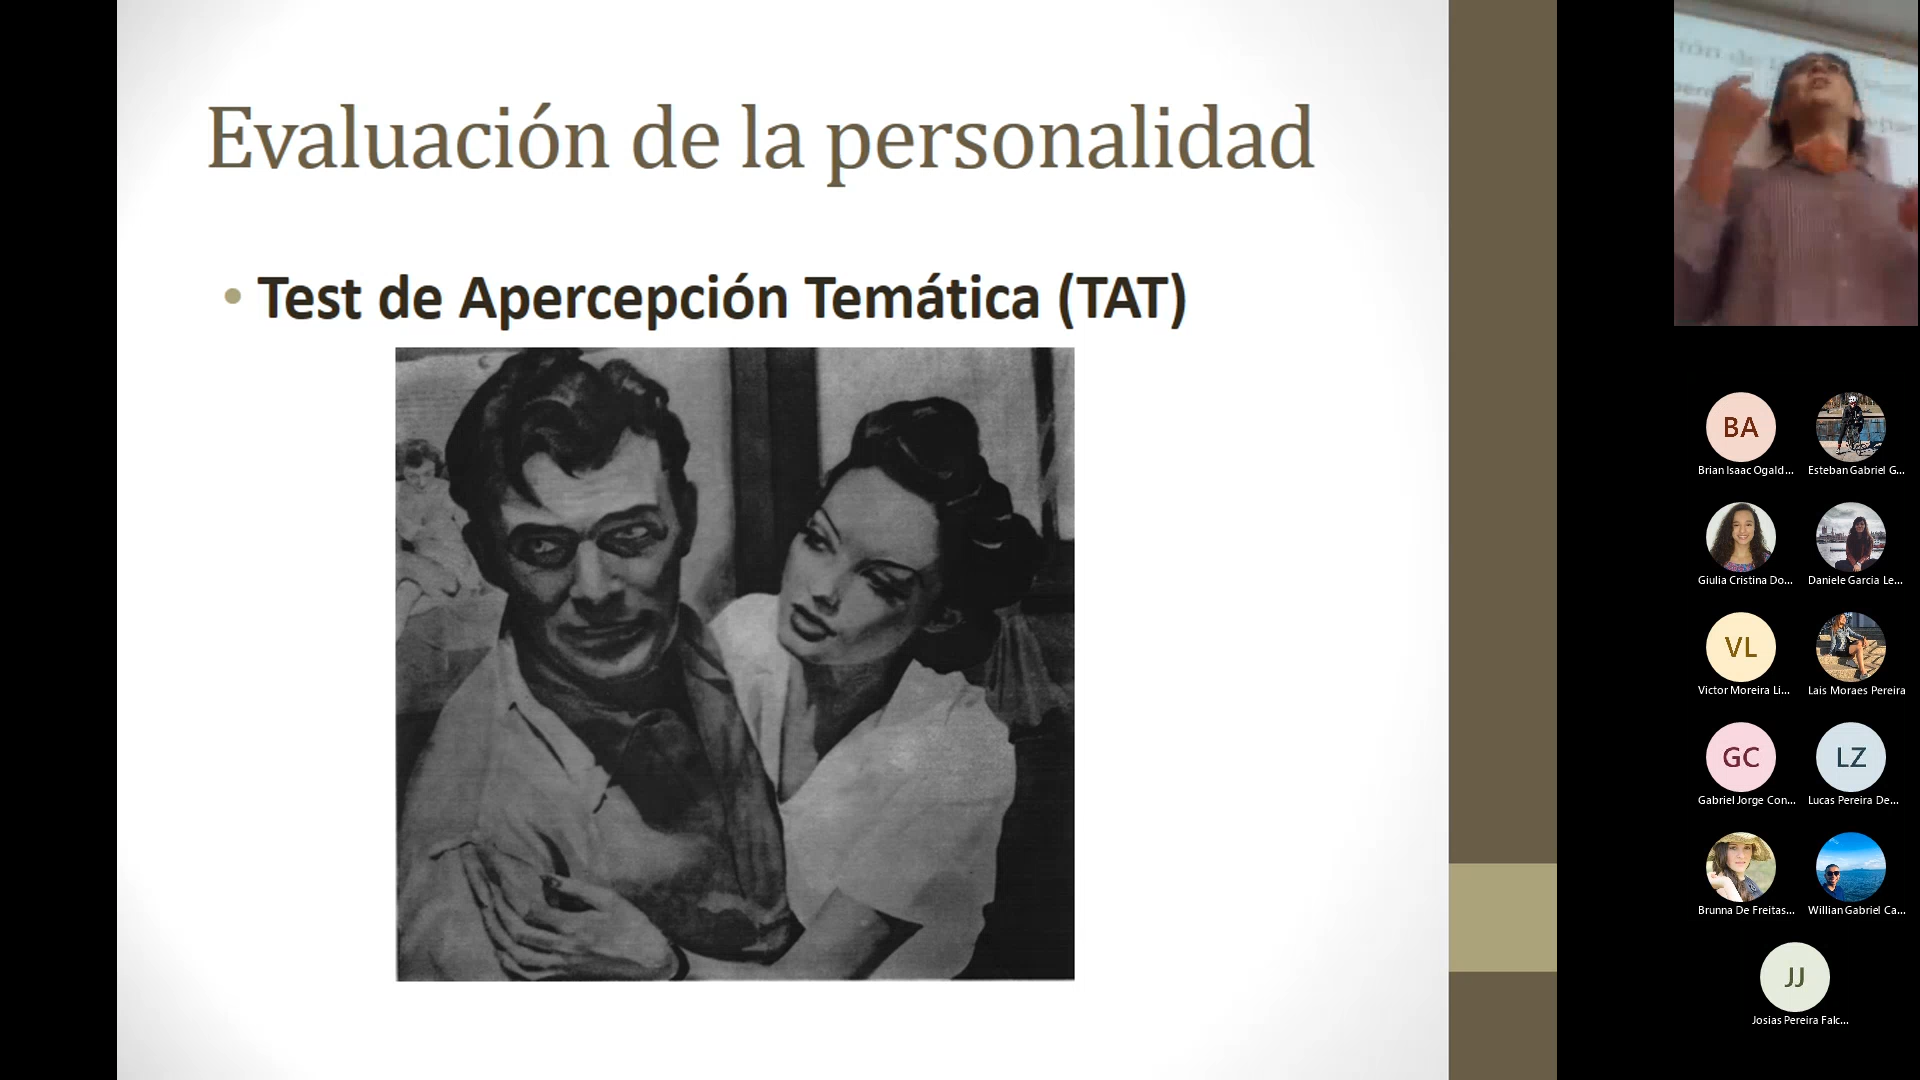 Evaluación de la personalidad
• Test de Apercepción Temática (TAT)
BA
Brian Isaac Ogald...
Esteban Gabriel G...
Giulia Cristina Do...
Daniele Garcia Le...
VL
Victor Moreira Li...
Lais Moraes Pereira
GC
Gabriel Jorge Con...
LZ
Lucas Pereira De...
Brunna De Freitas...
Willian Gabriel Ca...
JJ
Josias Pereira Falc...